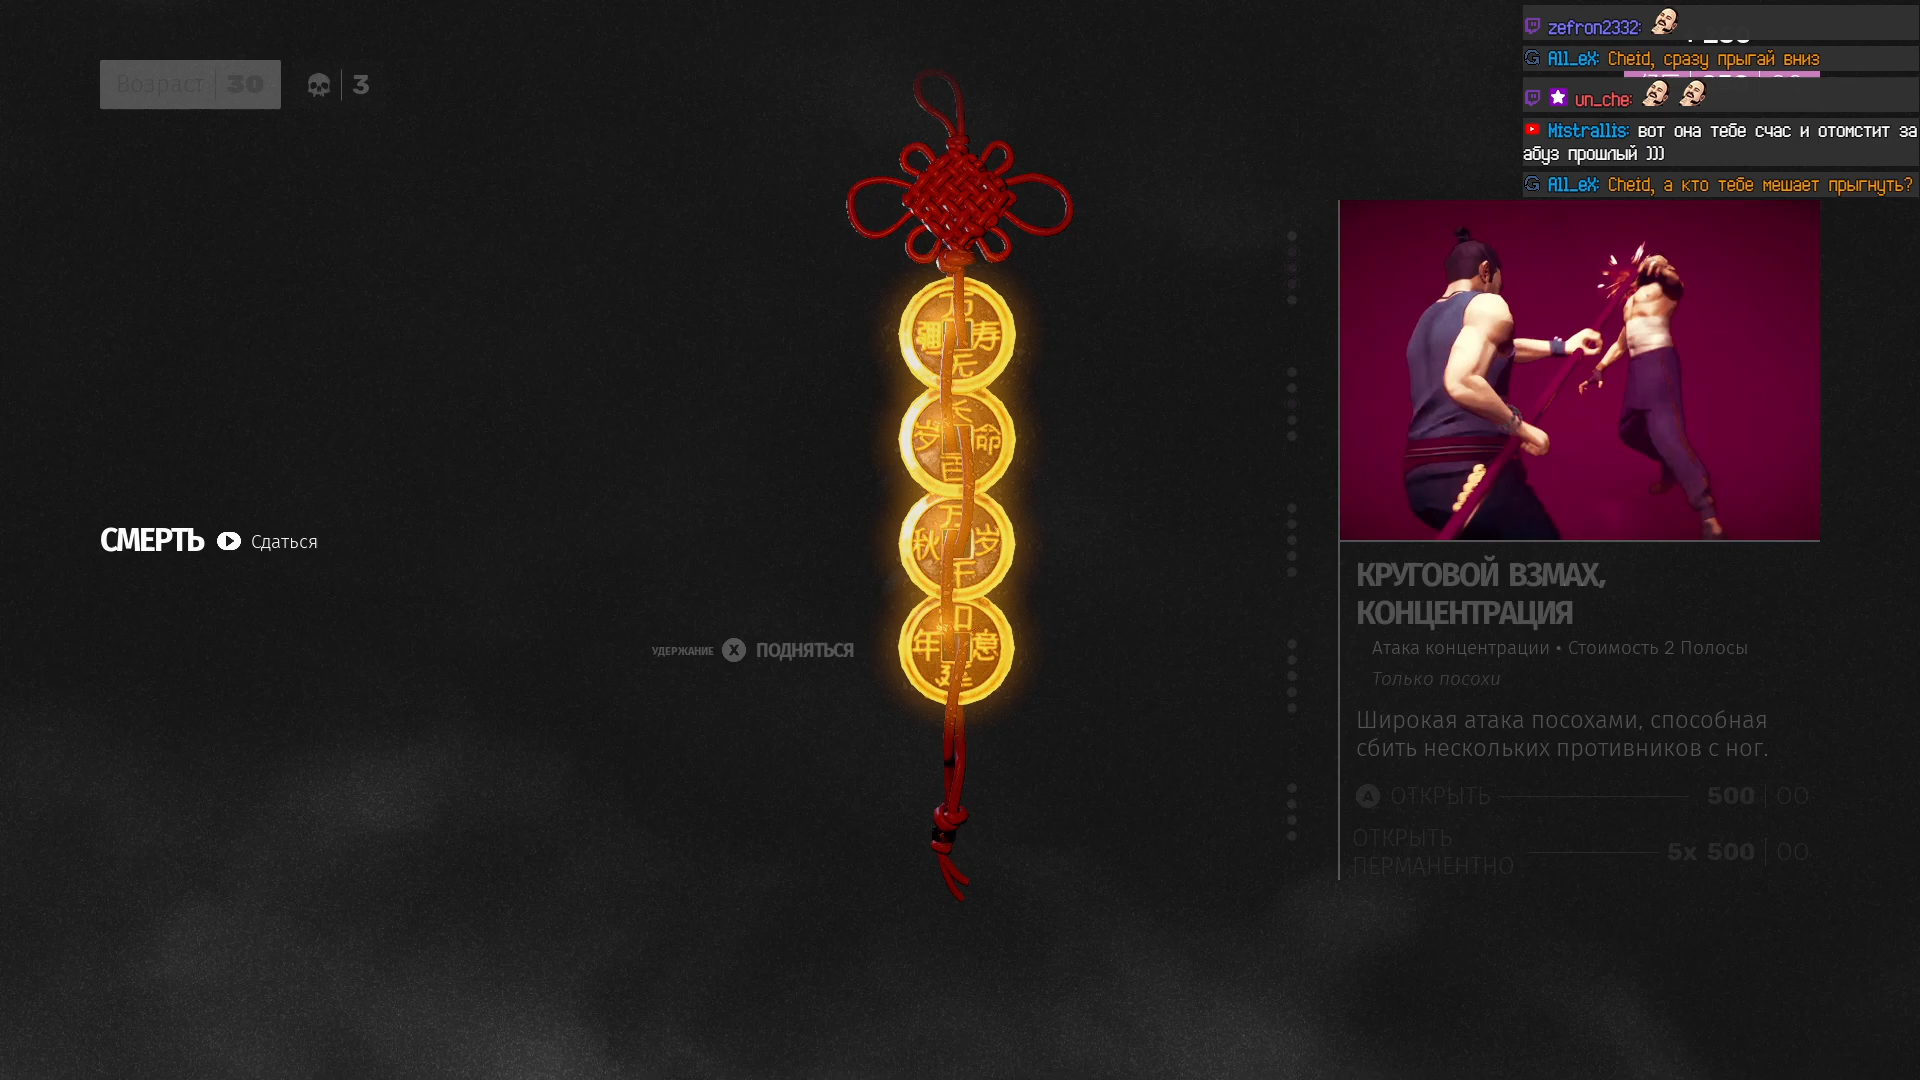 Возраст 30
3
zefron2332:
All_eX: Cheid, сразу прыгай вниз
un_che:
Mistrallis: вот она тебе счас и отомстит за
абуз прошлый )))
All_eX: Cheid, а кто тебе мешает прыгнуть?
СМЕРТЬ Сдаться
УДЕРЖАНИЕ X ПОДНЯТЬСЯ
КРУГОВОЙ ВЗМАХ,
КОНЦЕНТРАЦИЯ
Атака концентрации • Стоимость 2 Полосы
Только посохи
Широкая атака посохами, способная
сбить нескольких противников с ног.
A ОТКРЫТЬ 500 | 00
ОТКРЫТЬ
ПЕРМАНЕНТНО 5x 500 | 00